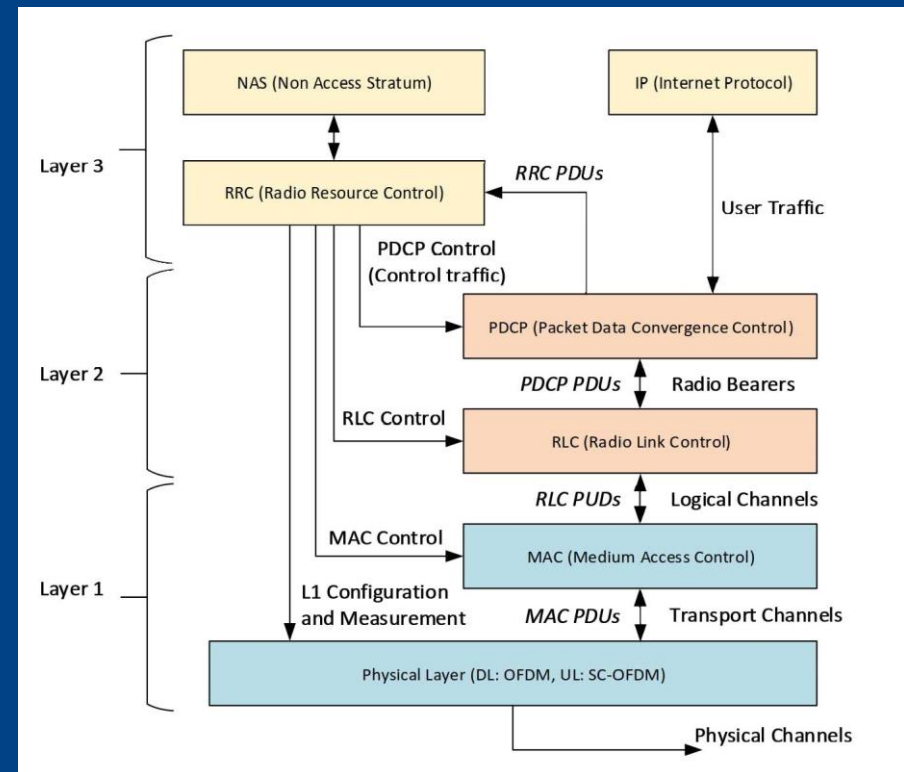 NAS (Non Access Stratum)
IP (Internet Protocol)
Layer 3
RRC PDUs
RRC (Radio Resource Control)
User Traffic
PDCP Control
(Control traffic)
PDCP (Packet Data Convergence Control)
Layer 2
PDCP PDUs
Radio Bearers
RLC Control
RLC (Radio Link Control)
RLC PUDs
Logical Channels
MAC Control
MAC (Medium Access Control)
Layer 1
L1 Configuration
and Measurement
MAC PDUs
Transport Channels
Physical Layer (DL: OFDM, UL: SC-OFDM)
Physical Channels